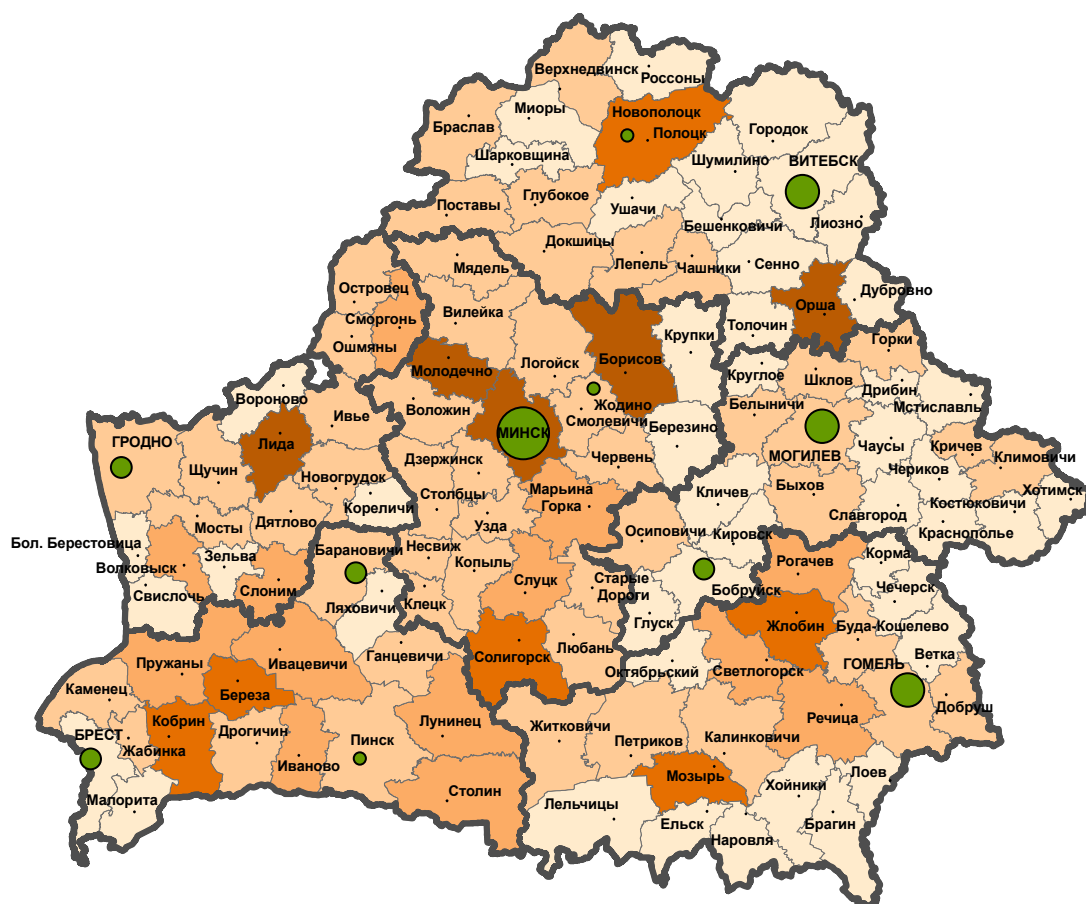 Верхнедвинск
Россоны
Браслав
Миоры
Новополоцк
Полоцк
Городок
Шарковщина
Шумилино
ВИТЕБСК
Поставы
Глубокое
Ушачи
Бешенковичи
Лиозно
Докшицы
Лепель
Чашники
Сенно
Мядель
Островец
Сморгонь
Ошмяны
Вилейка
Орша
Дубровно
Толочин
Крупки
Борисов
Логойск
Молодечно
Горки
Круглое
Шклов
Дрибин
Мстиславль
Вороново
Ивье
Воложин
МИНСК
Жодино
Смолевичи
Березино
Белыничи
МОГИЛЕВ
Чаусы
Кричев
Климовичи
ГРОДНО
Лида
Щучин
Новогрудок
Дзержинск
Червень
Чериков
Хотимск
Столбцы
Марьина
Горка
Кличев
Быхов
Костюковичи
Кореличи
Славгород
Краснополье
Мосты
Дятлово
Узда
Осиповичи
Кировск
Бол. Берестовица
Зельва
Барановичи
Несвиж
Копыль
Корма
Волковыск
Слоним
Слуцк
Старые
Дороги
Бобруйск
Рогачев
Чечерск
Свислочь
Ляховичи
Клецк
Глуск
Жлобин
Буда-Кошелево
Пружаны
Ивацевичи
Ганцевичи
Солигорск
Любань
Октябрьский
Светлогорск
ГОМЕЛЬ
Ветка
Каменец
Береза
Добруш
Кобрин
БРЕСТ
Жабинка
Дрогичин
Иваново
Пинск
Лунинец
Житковичи
Петриков
Калинковичи
Речица
Малорита
Столин
Мозырь
Лоев
Хойники
Лельчицы
Ельск
Наровля
Брагин